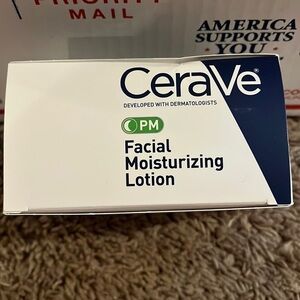 PRIORITY
MAIL
AMERICA
SUPPORTS
YOU
CeraVe®
DEVELOPED WITH DERMATOLOGISTS
PM
Facial
Moisturizing
Lotion